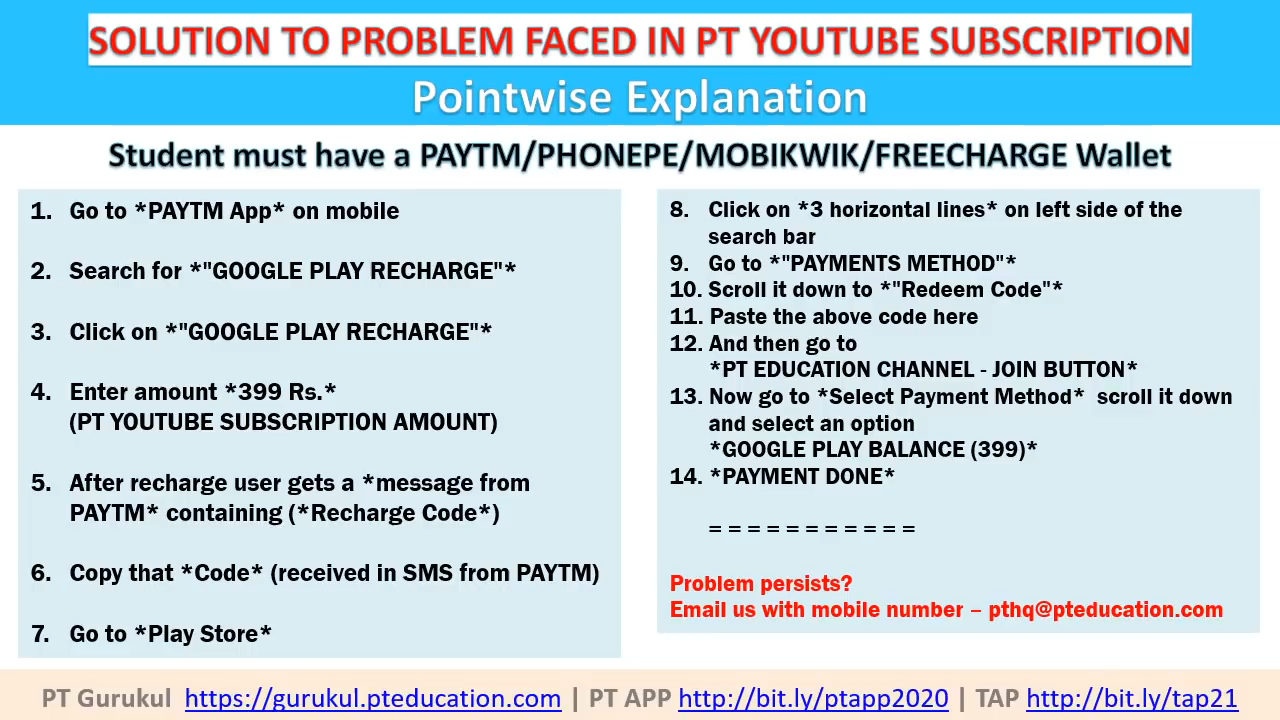 SOLUTION TO PROBLEM FACED IN PT YOUTUBE SUBSCRIPTION
Pointwise Explanation
Student must have a PAYTM/PHONEPE/MOBIKWIK/FREECHARGE Wallet
1. Go to *PAYTM App* on mobile
2. Search for *"GOOGLE PLAY RECHARGE"*
3. Click on *"GOOGLE PLAY RECHARGE"*
4. Enter amount *399 Rs.*
(PT YOUTUBE SUBSCRIPTION AMOUNT)
5. After recharge user gets a *message from
PAYTM* containing (*Recharge Code*)
6. Copy that *Code* (received in SMS from PAYTM)
7. Go to *Play Store*
8. Click on *3 horizontal lines* on left side of the
search bar
9. Go to *"PAYMENTS METHOD"*
10. Scroll it down to *"Redeem Code"*
11. Paste the above code here
12. And then go to
*PT EDUCATION CHANNEL - JOIN BUTTON*
13. Now go to *Select Payment Method* scroll it down
and select an option
*GOOGLE PLAY BALANCE (399)*
14. *PAYMENT DONE*
= = = = = = = = = = =
Problem persists?
Email us with mobile number – pthq@pteducation.com
PT Gurukul https://gurukul.pteducation.com | PT APP http://bit.ly/ptapp2020 | TAP http://bit.ly/tap21